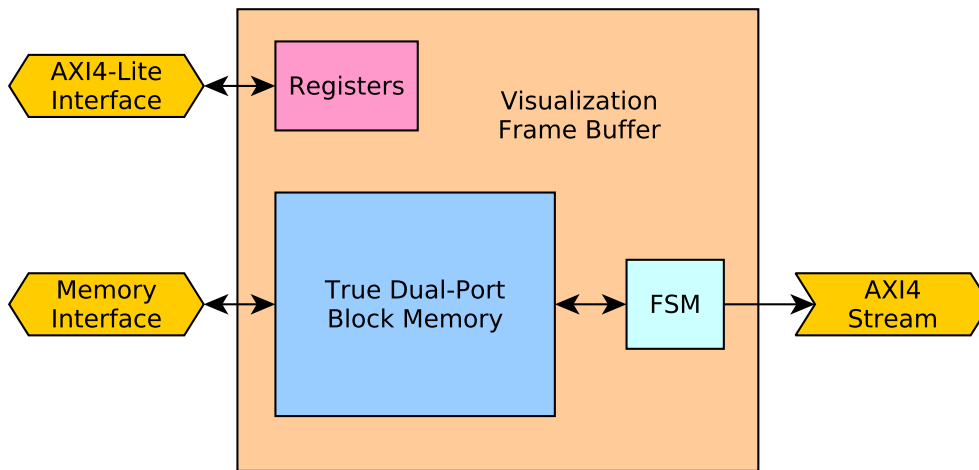 AXI4-Lite
Interface
Registers
Visualization
Frame Buffer
Memory
Interface
True Dual-Port
Block Memory
FSM
AXI4
Stream